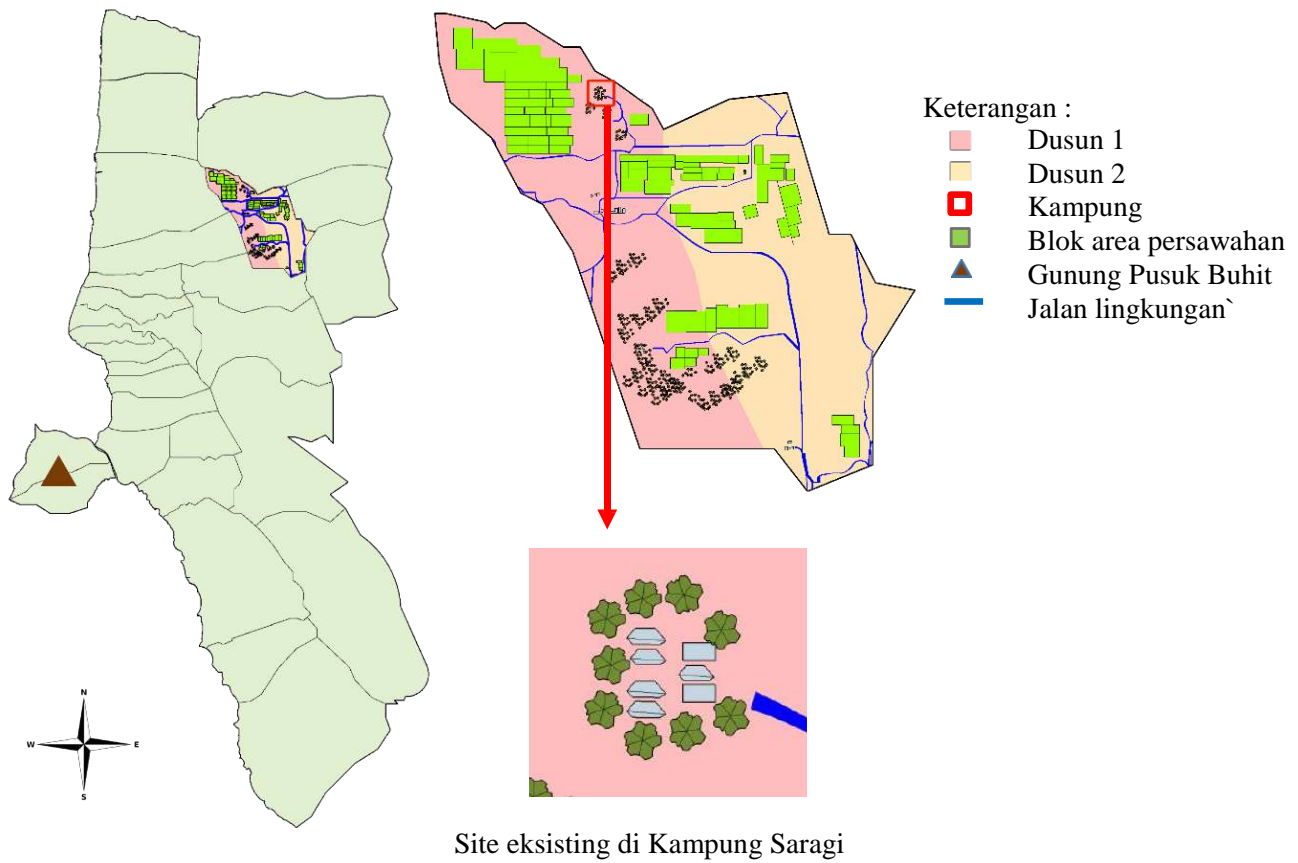 Keterangan :
Dusun 1
Dusun 2
Kampung
Blok area persawahan
Gunung Pusuk Buhit
Jalan lingkungan`
N
W E
S
Site eksisting di Kampung Saragi